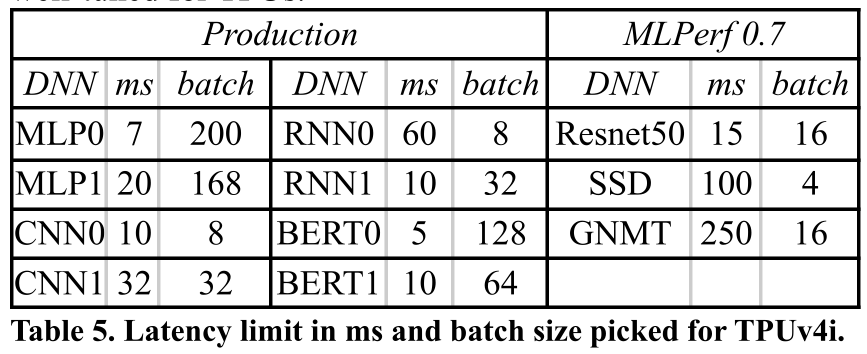 Production MLPerf 0.7
DNN ms batch DNN ms batch DNN ms batch
MLP0 7 200 RNN0 60 8 Resnet50 15 16
MLP1 20 168 RNN1 10 32 SSD 100 4
CNN0 10 8 BERT0 5 128 GNMT 250 16
CNN1 32 32 BERT1 10 64
Table 5. Latency limit in ms and batch size picked for TPUv4i.